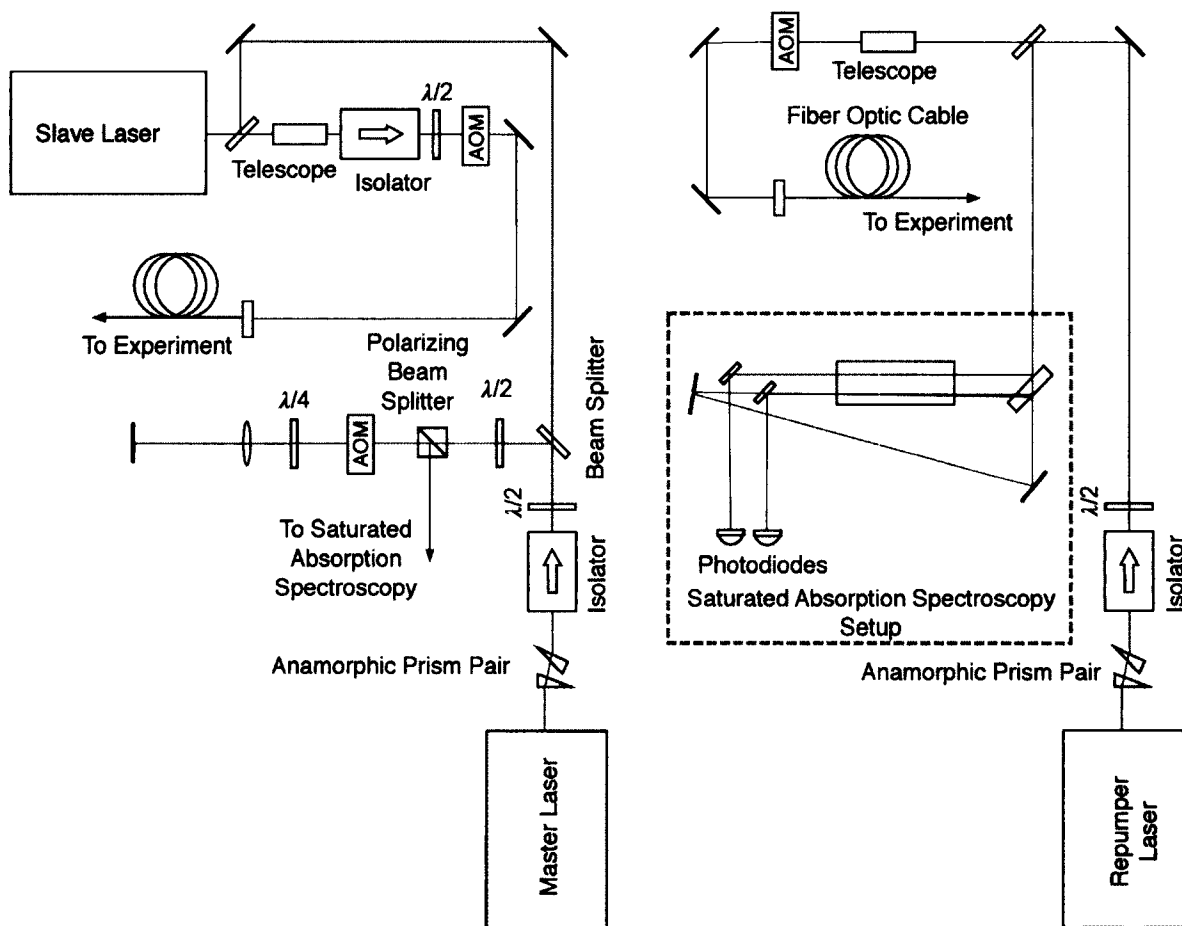 Slave Laser
Telescope
Isolator
λ/2
AOM
To Experiment
Polarizing
Beam
Splitter
λ/4
AOM
λ/2
Beam Splitter
To Saturated
Absorption
Spectroscopy
λ/2
Isolator
Anamorphic Prism Pair
Master Laser
AOM
Telescope
Fiber Optic Cable
To Experiment
Photodiodes
Saturated Absorption Spectroscopy
Setup
λ/2
Isolator
Anamorphic Prism Pair
Repumper
Laser